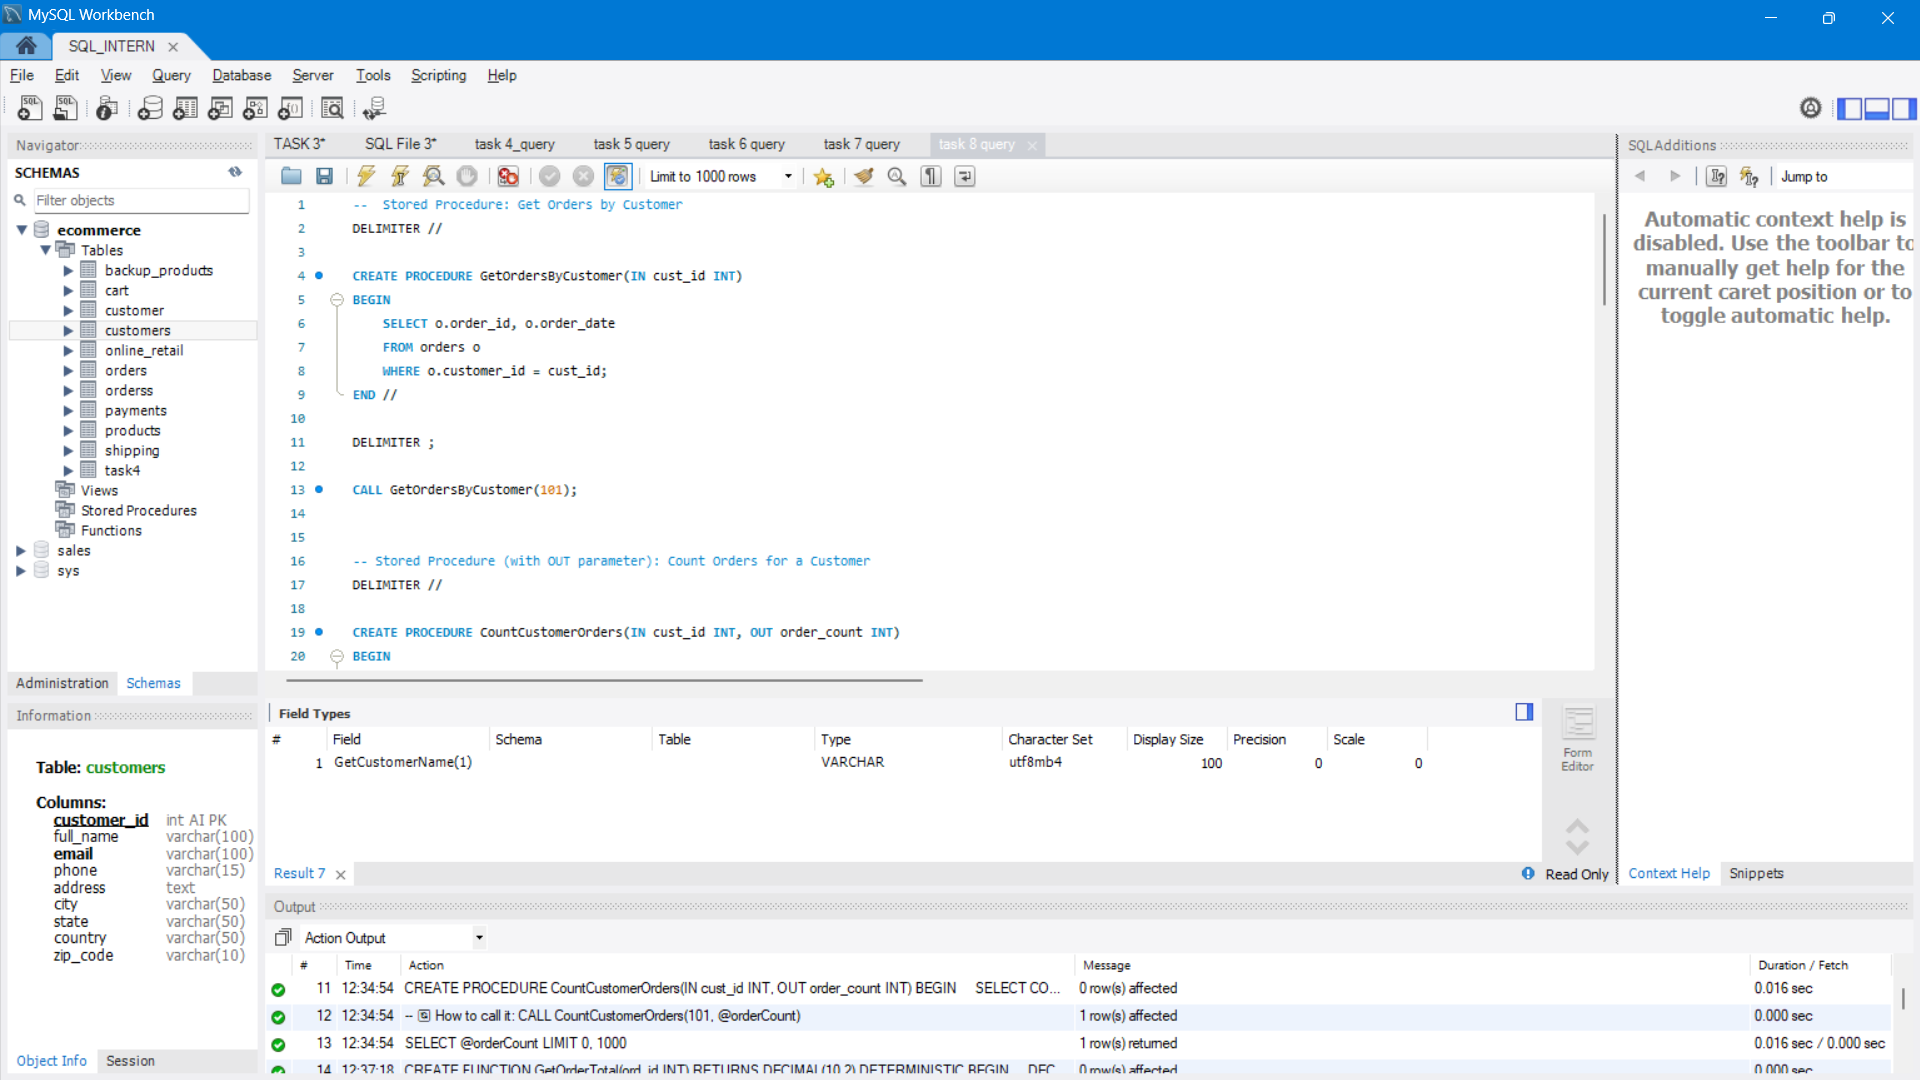 MySQL Workbench
SQL_INTERN
File Edit View Query Database Server Tools Scripting Help
Navigator
SCHEMAS
Filter objects
ecommerce
Tables
backup_products
cart
customer
customers
online_retail
orders
orderss
payments
products
shipping
task4
Views
Stored Procedures
Functions
sales
sys
Administration Schemas
Information
Table: customers
Columns:
customer_id int AI PK
full_name varchar(100)
email varchar(100)
phone varchar(15)
address text
city varchar(50)
state varchar(50)
country varchar(50)
zip_code varchar(10)
Object Info Session
TASK 3* SQL File 3* task 4_query task 5 query task 6 query task 7 query task 8 query
Limit to 1000 rows
1 -- Stored Procedure: Get Orders by Customer
2 DELIMITER //
3
4 CREATE PROCEDURE GetOrdersByCustomer(IN cust_id INT)
5 BEGIN
6 SELECT o.order_id, o.order_date
7 FROM orders o
8 WHERE o.customer_id = cust_id;
9 END //
10
11 DELIMITER ;
12
13 CALL GetOrdersByCustomer(101);
14
15
16 -- Stored Procedure (with OUT parameter): Count Orders for a Customer
17 DELIMITER //
18
19 CREATE PROCEDURE CountCustomerOrders(IN cust_id INT, OUT order_count INT)
20 BEGIN
Field Types
# Field Schema Table Type Character Set Display Size Precision Scale
1 GetCustomerName(1) VARCHAR utf8mb4 100 0 0
Form Editor
Result 7
Read Only
Output
Action Output
# Time Action Message Duration / Fetch
11 12:34:54 CREATE PROCEDURE CountCustomerOrders(IN cust_id INT, OUT order_count INT) BEGIN SELECT CO... 0 row(s) affected 0.016 sec
12 12:34:54 -- How to call it: CALL CountCustomerOrders(101, @orderCount) 1 row(s) affected 0.000 sec
13 12:34:54 SELECT @orderCount LIMIT 0, 1000 1 row(s) returned 0.016 sec / 0.000 sec
14 12:37:18 CREATE FUNCTION GetOrderTotal(ord_id INT) RETURNS DECIMAL(10,2) DETERMINISTIC BEGIN DEC... 0 row(s) affected 0.000 sec
SQLAdditions
Jump to
Automatic context help is
disabled. Use the toolbar to
manually get help for the
current caret position or to
toggle automatic help.
Context Help Snippets